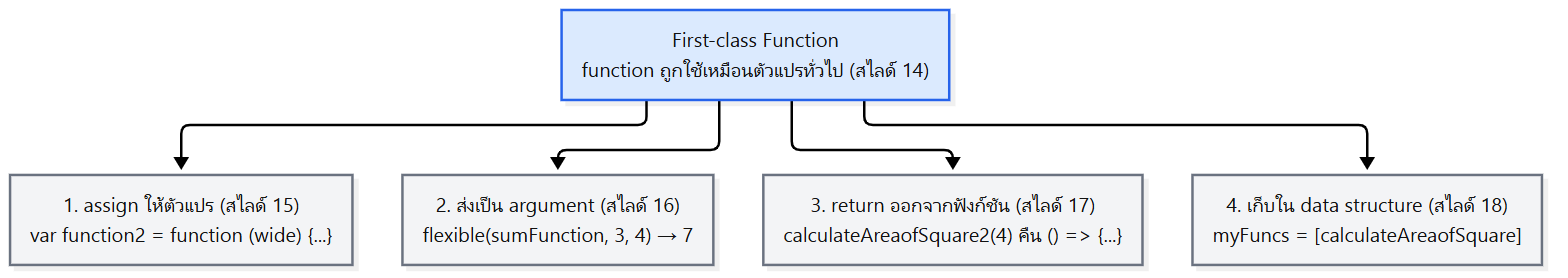 First-class Function
function ถูกใช้เหมือนตัวแปรทั่วไป (สไลด์ 14)
1. assign ให้ตัวแปร (สไลด์ 15)
var function2 = function (wide) {...}
2. ส่งเป็น argument (สไลด์ 16)
flexible(sumFunction, 3, 4) → 7
3. return ออกจากฟังก์ชัน (สไลด์ 17)
calculateAreaofSquare2(4) คืน () => {...}
4. เก็บใน data structure (สไลด์ 18)
myFuncs = [calculateAreaofSquare]